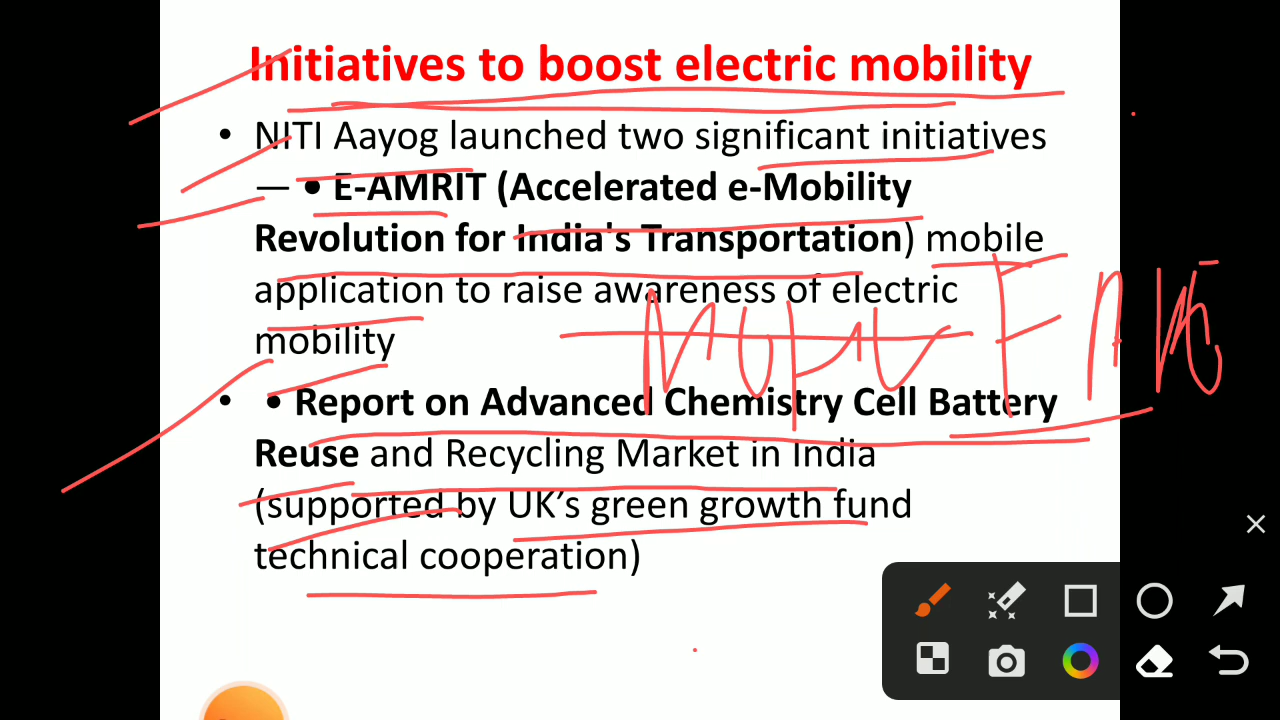 Initiatives to boost electric mobility
• NITI Aayog launched two significant initiatives
— • E-AMRIT (Accelerated e-Mobility
Revolution for India's Transportation) mobile
application to raise awareness of electric
mobility
• • Report on Advanced Chemistry Cell Battery
Reuse and Recycling Market in India
(supported by UK’s green growth fund
technical cooperation)